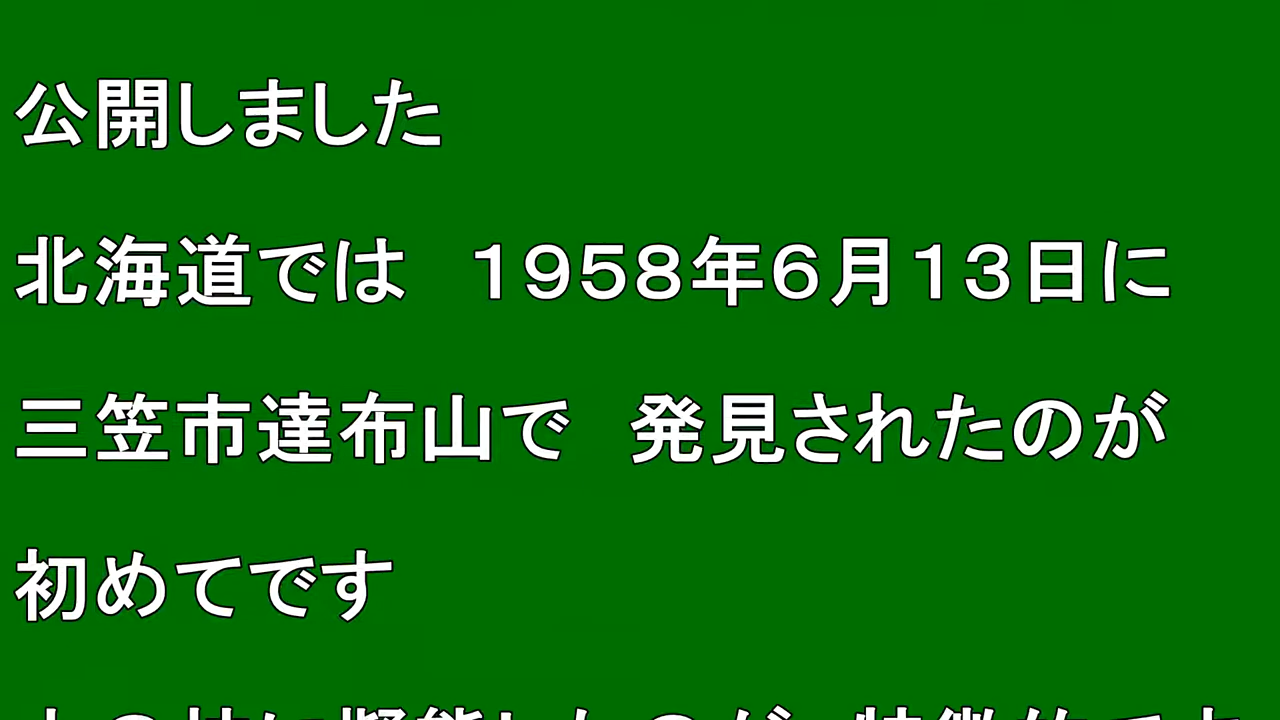 公開しました
北海道では　１９５８年６月１３日に
三笠市達布山で　発見されたのが
初めてです